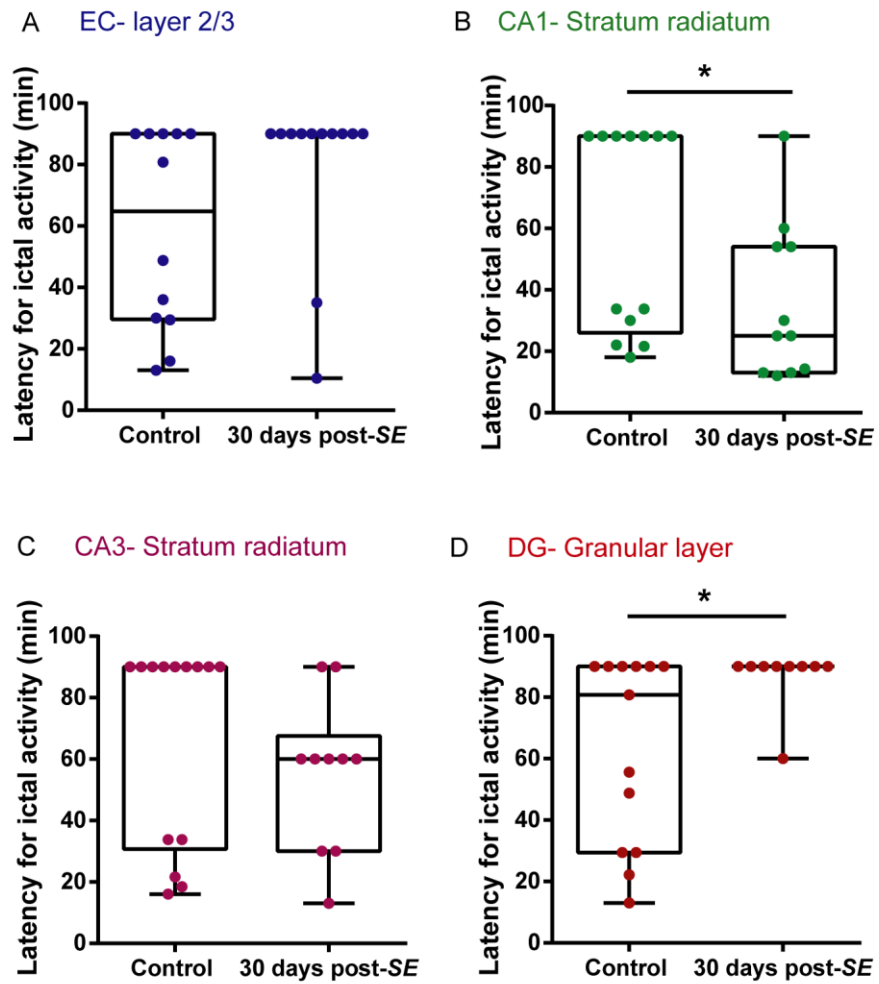 A EC- layer 2/3
Latency for ictal activity (min)
100
80
60
40
20
0
Control 30 days post-SE
B CA1- Stratum radiatum
*
Latency for ictal activity (min)
100
80
60
40
20
0
Control 30 days post-SE
C CA3- Stratum radiatum
Latency for ictal activity (min)
100
80
60
40
20
0
Control 30 days post-SE
D DG- Granular layer
*
Latency for ictal activity (min)
100
80
60
40
20
0
Control 30 days post-SE